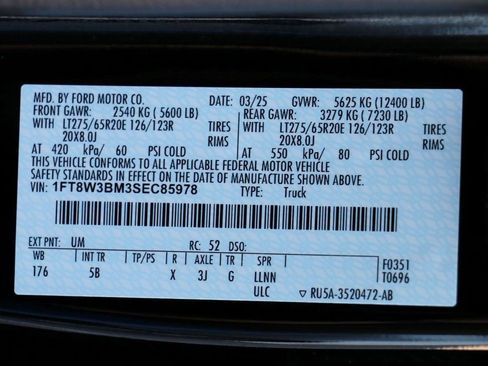 MFD. BY FORD MOTOR CO. 03/25 GVWR: 5625 KG (12400 LB)
FRONT GAWR: 2540 KG (5600 LB) REAR GAWR: 3279 KG (7230 LB)
WITH LT275/65R20E 126/123R TIRES WITH LT275/65R20E 126/123R TIRES
20X8.0J RIMS 20X8.0J RIMS
AT 420 kPa/ 60 PSI COLD AT 550 kPa/ 80 PSI COLD
THIS VEHICLE CONFORMS TO ALL APPLICABLE FEDERAL MOTOR VEHICLE
SAFETY STANDARDS IN EFFECT ON THE DATE OF MANUFACTURE SHOWN ABOVE.
VIN: 1FT8W3BM3SEC85978 TYPE: Truck
EXT PNT: UM RC: 52 DSO:
WB INT TR TP/PS R AXLE TR SPR F0351
176 5B X 3J G LLNN T0696
ULC ▽ RU5A-3520472-AB